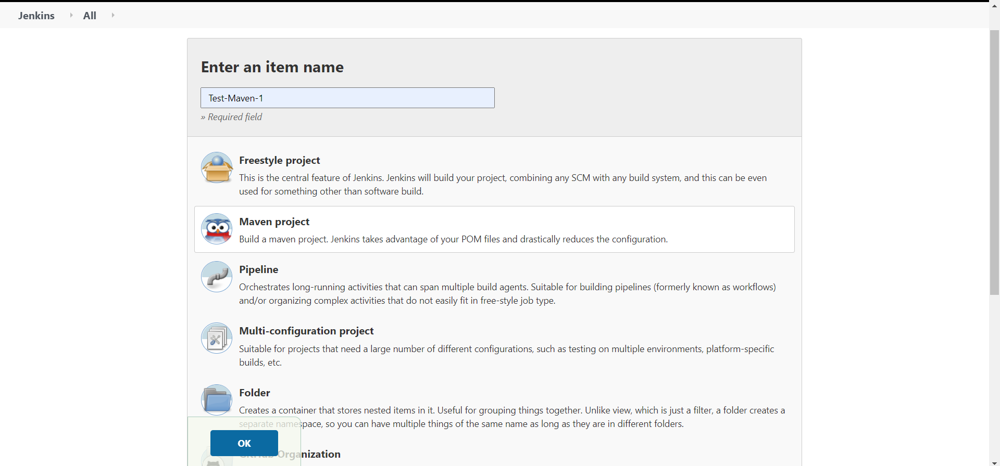 Jenkins
All
Enter an item name
Test-Maven-1
» Required field
Freestyle project
This is the central feature of Jenkins. Jenkins will build your project, combining any SCM with any build system, and this can be even
used for something other than software build.
Maven project
Build a maven project. Jenkins takes advantage of your POM files and drastically reduces the configuration.
Pipeline
Orchestrates long-running activities that can span multiple build agents. Suitable for building pipelines (formerly known as workflows)
and/or organizing complex activities that do not easily fit in free-style job type.
Multi-configuration project
Suitable for projects that need a large number of different configurations, such as testing on multiple environments, platform-specific
builds, etc.
Folder
Creates a container that stores nested items in it. Useful for grouping things together. Unlike view, which is just a filter, a folder creates a
separate namespace, so you can have multiple things of the same name as long as they are in different folders.
OK
GitHub Organization